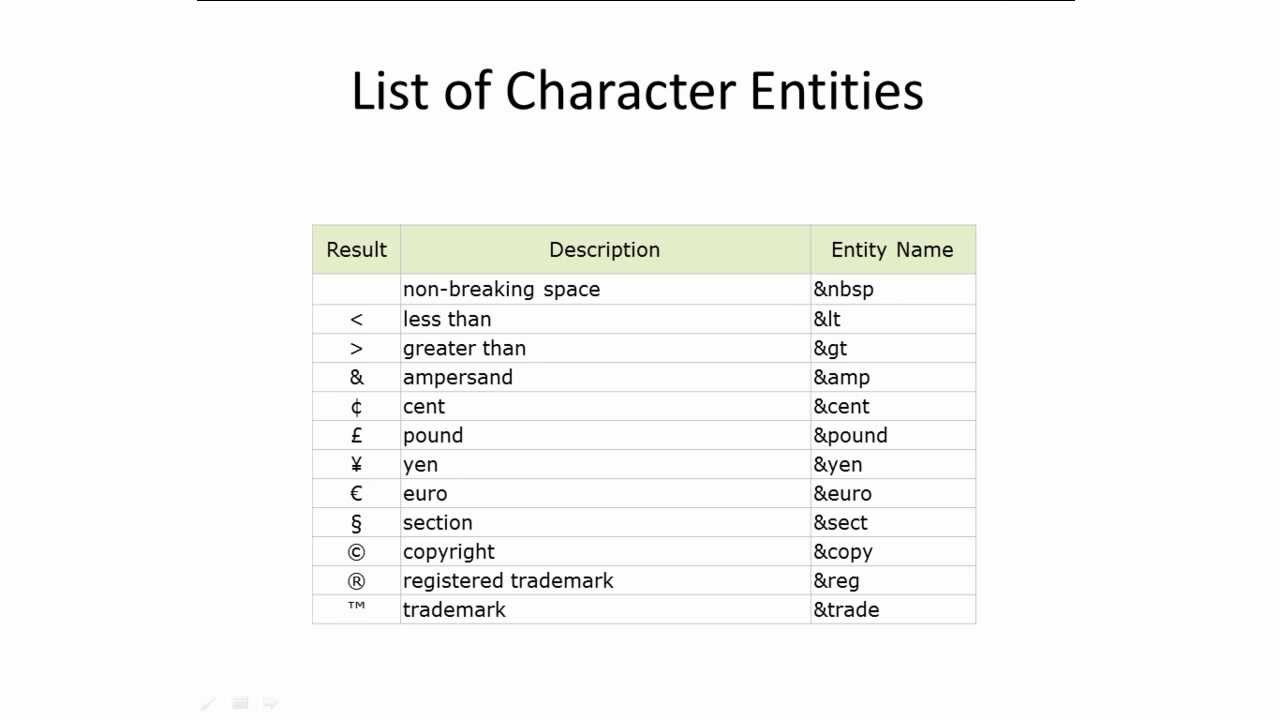 List of Character Entities
Result Description Entity Name
non-breaking space &nbsp
< less than &lt
> greater than &gt
& ampersand &amp
¢ cent &cent
£ pound &pound
¥ yen &yen
€ euro &euro
§ section &sect
© copyright &copy
® registered trademark &reg
™ trademark &trade